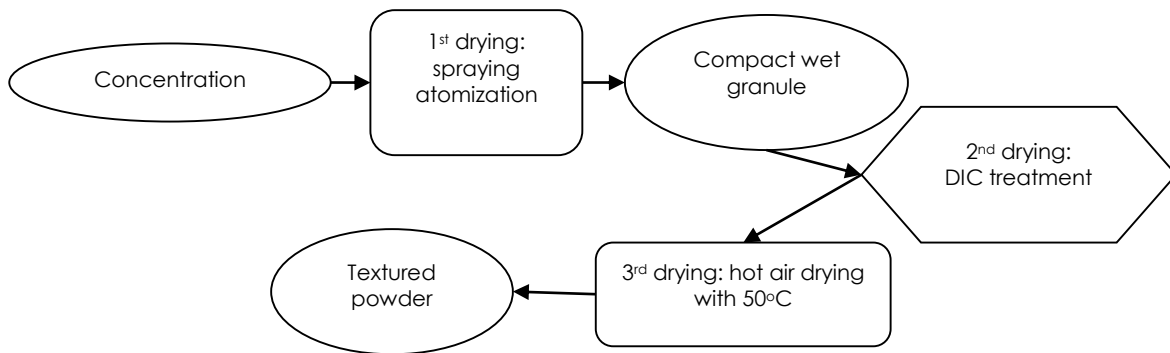 Concentration
1st drying:
spraying
atomization
Compact wet
granule
2nd drying:
DIC treatment
3rd drying: hot air drying
with 50oC
Textured
powder